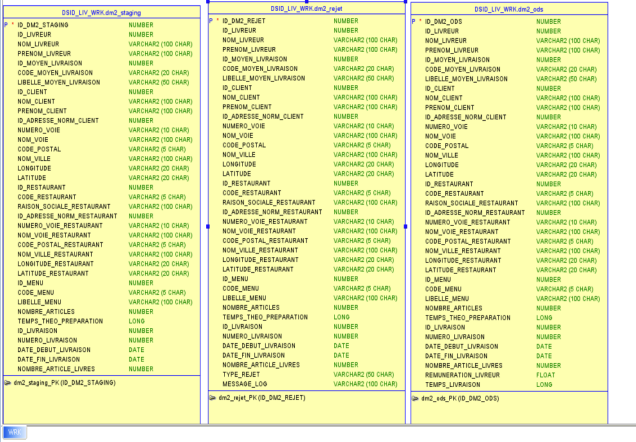 DSID_LIV_WRK.dm2_staging
P * ID_DM2_STAGING NUMBER
ID_LIVREUR NUMBER
NOM_LIVREUR VARCHAR2 (100 CHAR)
PRENOM_LIVREUR VARCHAR2 (100 CHAR)
ID_MOYEN_LIVRAISON NUMBER
CODE_MOYEN_LIVRAISON VARCHAR2 (20 CHAR)
LIBELLE_MOYEN_LIVRAISON VARCHAR2 (50 CHAR)
ID_CLIENT NUMBER
NOM_CLIENT VARCHAR2 (100 CHAR)
PRENOM_CLIENT VARCHAR2 (100 CHAR)
ID_ADRESSE_NORM_CLIENT NUMBER
NUMERO_VOIE VARCHAR2 (10 CHAR)
NOM_VOIE VARCHAR2 (100 CHAR)
CODE_POSTAL VARCHAR2 (5 CHAR)
NOM_VILLE VARCHAR2 (100 CHAR)
LONGITUDE VARCHAR2 (20 CHAR)
LATITUDE VARCHAR2 (20 CHAR)
ID_RESTAURANT NUMBER
CODE_RESTAURANT VARCHAR2 (5 CHAR)
RAISON_SOCIALE_RESTAURANT VARCHAR2 (100 CHAR)
ID_ADRESSE_NORM_RESTAURANT NUMBER
NUMERO_VOIE_RESTAURANT VARCHAR2 (10 CHAR)
NOM_VOIE_RESTAURANT VARCHAR2 (100 CHAR)
CODE_POSTAL_RESTAURANT VARCHAR2 (5 CHAR)
NOM_VILLE_RESTAURANT VARCHAR2 (100 CHAR)
LONGITUDE_RESTAURANT VARCHAR2 (20 CHAR)
LATITUDE_RESTAURANT VARCHAR2 (20 CHAR)
ID_MENU NUMBER
CODE_MENU VARCHAR2 (5 CHAR)
LIBELLE_MENU VARCHAR2 (100 CHAR)
NOMBRE_ARTICLES NUMBER
TEMPS_THEO_PREPARATION LONG
ID_LIVRAISON NUMBER
NUMERO_LIVRAISON NUMBER
DATE_DEBUT_LIVRAISON DATE
DATE_FIN_LIVRAISON DATE
NOMBRE_ARTICLE_LIVRES NUMBER
dm2_staging_PK (ID_DM2_STAGING)
DSID_LIV_WRK.dm2_rejet
P * ID_DM2_REJET NUMBER
ID_LIVREUR NUMBER
NOM_LIVREUR VARCHAR2 (100 CHAR)
PRENOM_LIVREUR VARCHAR2 (100 CHAR)
ID_MOYEN_LIVRAISON NUMBER
CODE_MOYEN_LIVRAISON VARCHAR2 (20 CHAR)
LIBELLE_MOYEN_LIVRAISON VARCHAR2 (50 CHAR)
ID_CLIENT NUMBER
NOM_CLIENT VARCHAR2 (100 CHAR)
PRENOM_CLIENT VARCHAR2 (100 CHAR)
ID_ADRESSE_NORM_CLIENT NUMBER
NUMERO_VOIE VARCHAR2 (10 CHAR)
NOM_VOIE VARCHAR2 (100 CHAR)
CODE_POSTAL VARCHAR2 (5 CHAR)
NOM_VILLE VARCHAR2 (100 CHAR)
LONGITUDE VARCHAR2 (20 CHAR)
LATITUDE VARCHAR2 (20 CHAR)
ID_RESTAURANT NUMBER
CODE_RESTAURANT VARCHAR2 (5 CHAR)
RAISON_SOCIALE_RESTAURANT VARCHAR2 (100 CHAR)
ID_ADRESSE_NORM_RESTAURANT NUMBER
NUMERO_VOIE_RESTAURANT VARCHAR2 (10 CHAR)
NOM_VOIE_RESTAURANT VARCHAR2 (100 CHAR)
CODE_POSTAL_RESTAURANT VARCHAR2 (5 CHAR)
NOM_VILLE_RESTAURANT VARCHAR2 (100 CHAR)
LONGITUDE_RESTAURANT VARCHAR2 (20 CHAR)
LATITUDE_RESTAURANT VARCHAR2 (20 CHAR)
ID_MENU NUMBER
CODE_MENU VARCHAR2 (5 CHAR)
LIBELLE_MENU VARCHAR2 (100 CHAR)
NOMBRE_ARTICLES NUMBER
TEMPS_THEO_PREPARATION LONG
ID_LIVRAISON NUMBER
NUMERO_LIVRAISON NUMBER
DATE_DEBUT_LIVRAISON DATE
DATE_FIN_LIVRAISON DATE
NOMBRE_ARTICLE_LIVRES NUMBER
TYPE_REJET VARCHAR2 (50 CHAR)
MESSAGE_LOG VARCHAR2 (100 CHAR)
dm2_rejet_PK (ID_DM2_REJET)
DSID_LIV_WRK.dm2_ods
P * ID_DM2_ODS NUMBER
ID_LIVREUR NUMBER
NOM_LIVREUR VARCHAR2 (100 CHAR)
PRENOM_LIVREUR VARCHAR2 (100 CHAR)
ID_MOYEN_LIVRAISON NUMBER
CODE_MOYEN_LIVRAISON VARCHAR2 (20 CHAR)
LIBELLE_MOYEN_LIVRAISON VARCHAR2 (50 CHAR)
ID_CLIENT NUMBER
NOM_CLIENT VARCHAR2 (100 CHAR)
PRENOM_CLIENT VARCHAR2 (100 CHAR)
ID_ADRESSE_NORM_CLIENT NUMBER
NUMERO_VOIE VARCHAR2 (10 CHAR)
NOM_VOIE VARCHAR2 (100 CHAR)
CODE_POSTAL VARCHAR2 (5 CHAR)
NOM_VILLE VARCHAR2 (100 CHAR)
LONGITUDE VARCHAR2 (20 CHAR)
LATITUDE VARCHAR2 (20 CHAR)
ID_RESTAURANT NUMBER
CODE_RESTAURANT VARCHAR2 (5 CHAR)
RAISON_SOCIALE_RESTAURANT VARCHAR2 (100 CHAR)
ID_ADRESSE_NORM_RESTAURANT NUMBER
NUMERO_VOIE_RESTAURANT VARCHAR2 (10 CHAR)
NOM_VOIE_RESTAURANT VARCHAR2 (100 CHAR)
CODE_POSTAL_RESTAURANT VARCHAR2 (5 CHAR)
NOM_VILLE_RESTAURANT VARCHAR2 (100 CHAR)
LONGITUDE_RESTAURANT VARCHAR2 (20 CHAR)
LATITUDE_RESTAURANT VARCHAR2 (20 CHAR)
ID_MENU NUMBER
CODE_MENU VARCHAR2 (5 CHAR)
LIBELLE_MENU VARCHAR2 (100 CHAR)
NOMBRE_ARTICLES NUMBER
TEMPS_THEO_PREPARATION LONG
ID_LIVRAISON NUMBER
NUMERO_LIVRAISON NUMBER
DATE_DEBUT_LIVRAISON DATE
DATE_FIN_LIVRAISON DATE
NOMBRE_ARTICLE_LIVRES NUMBER
REMUNERATION_LIVREUR FLOAT
TEMPS_LIVRAISON LONG
dm2_ods_PK (ID_DM2_ODS)
WRK